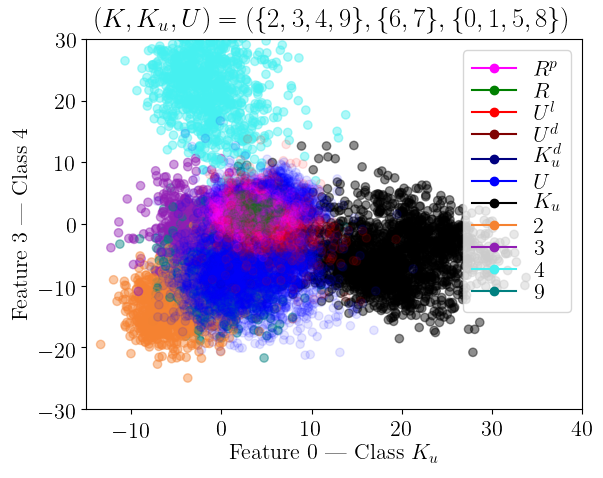 (K, K_u, U) = ({2, 3, 4, 9}, {6, 7}, {0, 1, 5, 8})
30
20
10
0
−10
−20
−30
Feature 3 — Class 4
R^p
R
U^l
U^d
K_u^d
U
K_u
2
3
4
9
−10
0
10
20
30
40
Feature 0 — Class K_u